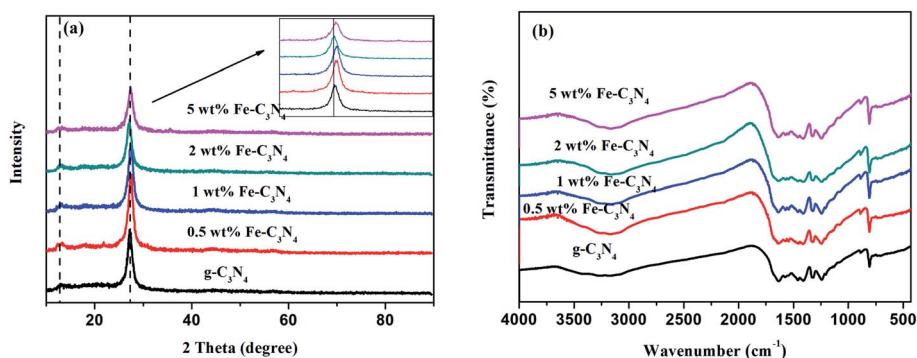 (a)
Intensity
5 wt% Fe-C3N4
2 wt% Fe-C3N4
1 wt% Fe-C3N4
0.5 wt% Fe-C3N4
g-C3N4
20 40 60 80
2 Theta (degree)
(b)
Transmittance (%)
5 wt% Fe-C3N4
2 wt% Fe-C3N4
1 wt% Fe-C3N4
0.5 wt% Fe-C3N4
g-C3N4
4000 3500 3000 2500 2000 1500 1000 500
Wavenumber (cm-1)